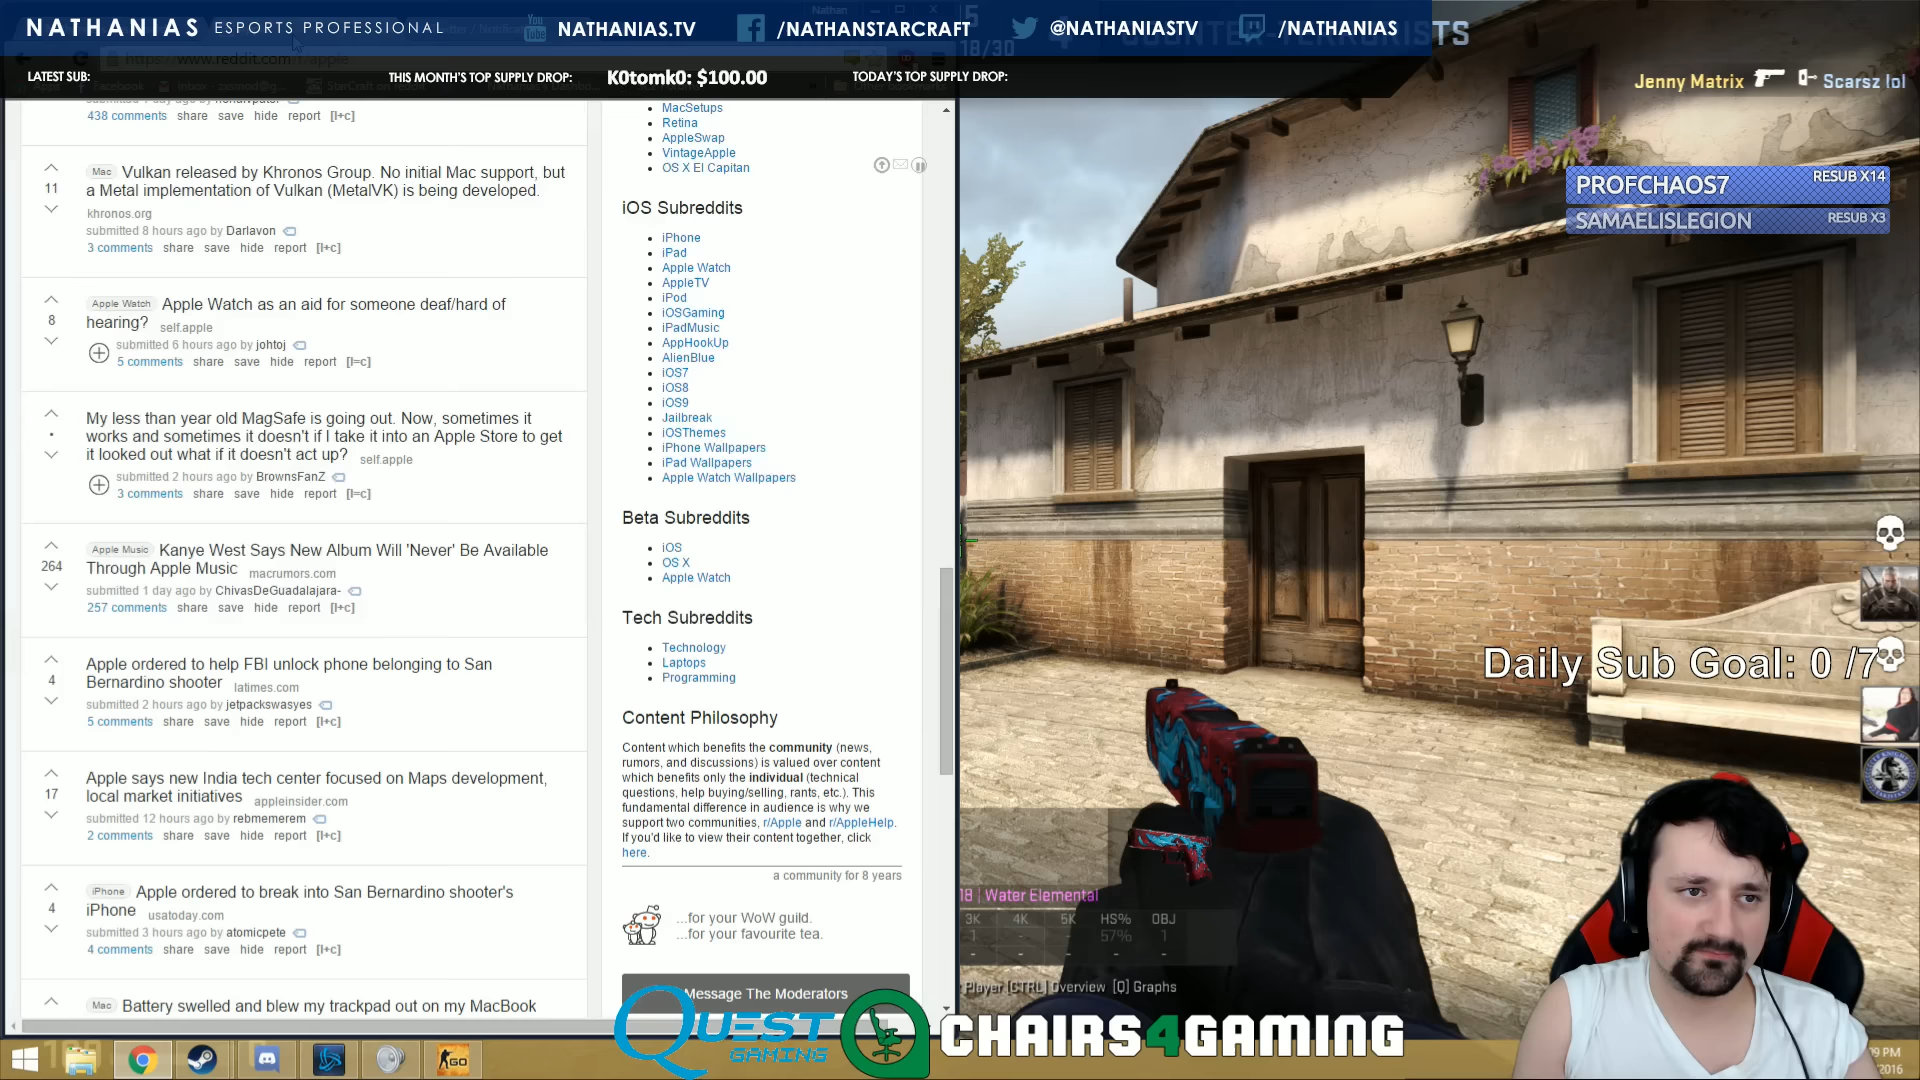 NATHANIAS ESPORTS PROFESSIONAL
You Tube NATHANIAS.TV
/NATHANSTARCRAFT
@NATHANIASTV
/NATHANIAS
LATEST SUB:
THIS MONTH'S TOP SUPPLY DROP: K0tomk0: $100.00
TODAY'S TOP SUPPLY DROP:
18/30
Jenny Matrix Scarsz lol
438 comments share save hide report [l+c]
Mac Vulkan released by Khronos Group. No initial Mac support, but
11 a Metal implementation of Vulkan (MetalVK) is being developed.
khronos.org
submitted 8 hours ago by Darlavon
3 comments share save hide report [l+c]
Apple Watch Apple Watch as an aid for someone deaf/hard of
8 hearing? self.apple
submitted 6 hours ago by johtoj
5 comments share save hide report [l=c]
My less than year old MagSafe is going out. Now, sometimes it
• works and sometimes it doesn't if I take it into an Apple Store to get
it looked out what if it doesn't act up? self.apple
submitted 2 hours ago by BrownsFanZ
3 comments share save hide report [l=c]
Apple Music Kanye West Says New Album Will 'Never' Be Available
264 Through Apple Music macrumors.com
submitted 1 day ago by ChivasDeGuadalajara-
257 comments share save hide report [l+c]
Apple ordered to help FBI unlock phone belonging to San
4 Bernardino shooter latimes.com
submitted 2 hours ago by jetpackswasyes
5 comments share save hide report [l+c]
Apple says new India tech center focused on Maps development,
17 local market initiatives appleinsider.com
submitted 12 hours ago by rebmemerem
2 comments share save hide report [l+c]
iPhone Apple ordered to break into San Bernardino shooter's
4 iPhone usatoday.com
submitted 3 hours ago by atomicpete
4 comments share save hide report [l+c]
Mac Battery swelled and blew my trackpad out on my MacBook
MacSetups
Retina
AppleSwap
VintageApple
OS X El Capitan
iOS Subreddits
iPhone
iPad
Apple Watch
AppleTV
iPod
iOSGaming
iPadMusic
AppHookUp
AlienBlue
iOS7
iOS8
iOS9
Jailbreak
iOSThemes
iPhone Wallpapers
iPad Wallpapers
Apple Watch Wallpapers
Beta Subreddits
iOS
OS X
Apple Watch
Tech Subreddits
Technology
Laptops
Programming
Content Philosophy
Content which benefits the community (news,
rumors, and discussions) is valued over content
which benefits only the individual (technical
questions, help buying/selling, rants, etc.). This
fundamental difference in audience is why we
support two communities, r/Apple and r/AppleHelp.
If you'd like to view their content together, click
here.
a community for 8 years
...for your WoW guild.
...for your favourite tea.
Message The Moderators
PROFCHAOS7 RESUB X14
SAMAELISLEGION RESUB X3
Daily Sub Goal: 0 /7
18 | Water Elemental
3K 4K 5K HS% OBJ
1 - - 57% 1
- - - - -
Player [CTRL] Overview [Q] Graphs
QUEST GAMING
CHAIRS4GAMING
GO
09 PM
2016